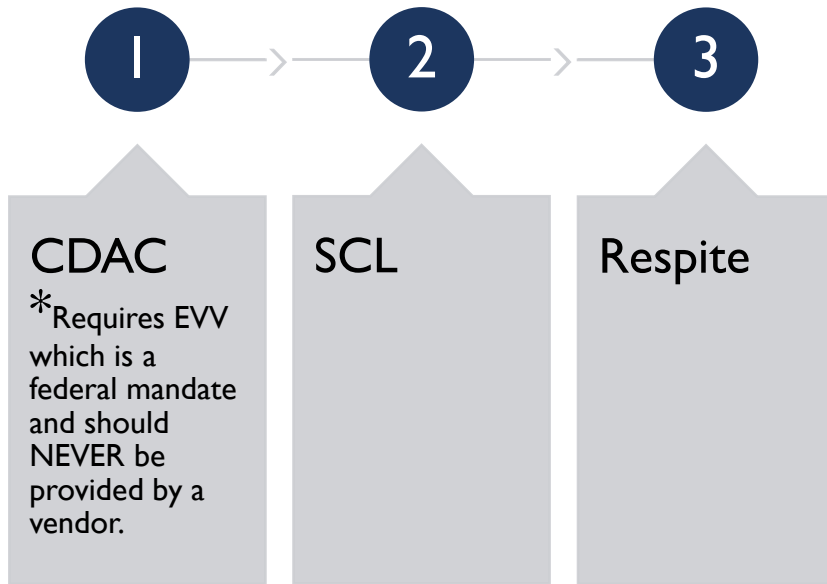 1
2
3
CDAC
*Requires EVV
which is a
federal mandate
and should
NEVER be
provided by a
vendor.
SCL
Respite